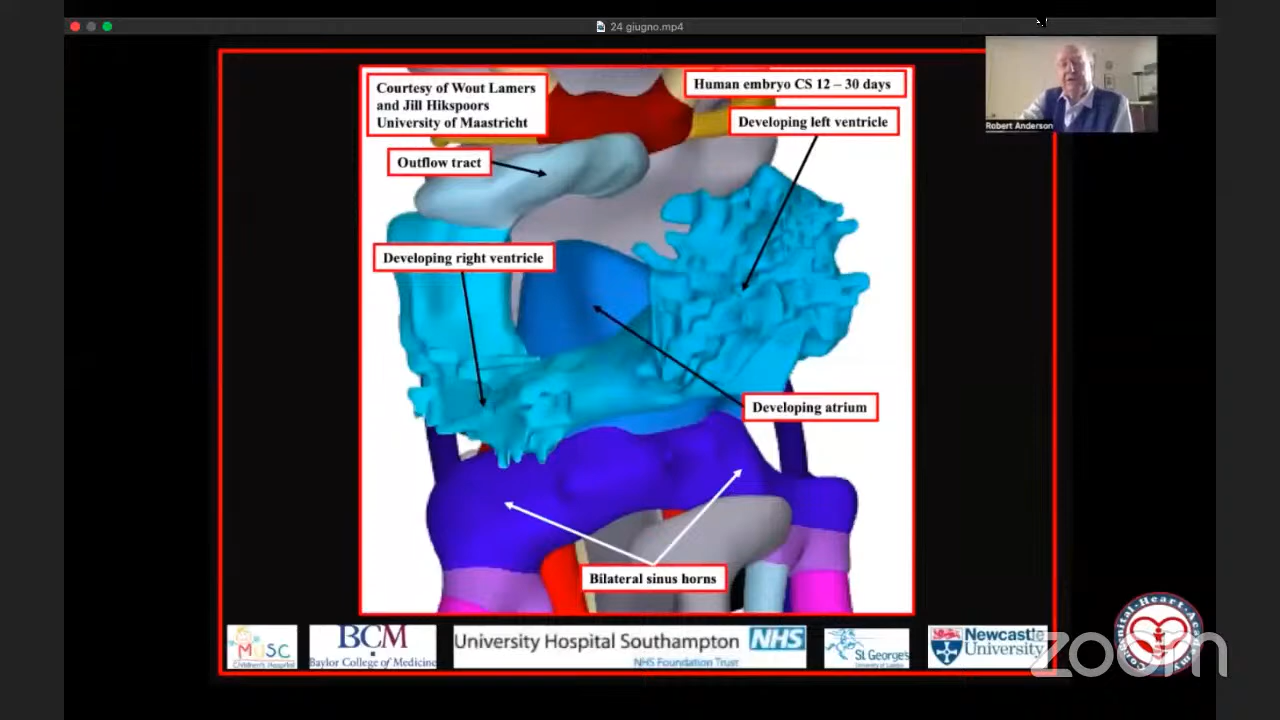 24 giugno.mp4
Courtesy of Wout Lamers
and Jill Hikspoors
University of Maastricht
Human embryo CS 12 – 30 days
Developing left ventricle
Robert Anderson
Outflow tract
Developing right ventricle
Developing atrium
Bilateral sinus horns
MUSC
Children's Hospital
BCM
Baylor College of Medicine
University Hospital Southampton
NHS
NHS Foundation Trust
St George's
University of London
Newcastle
University
Congenital Heart Academy
zoom